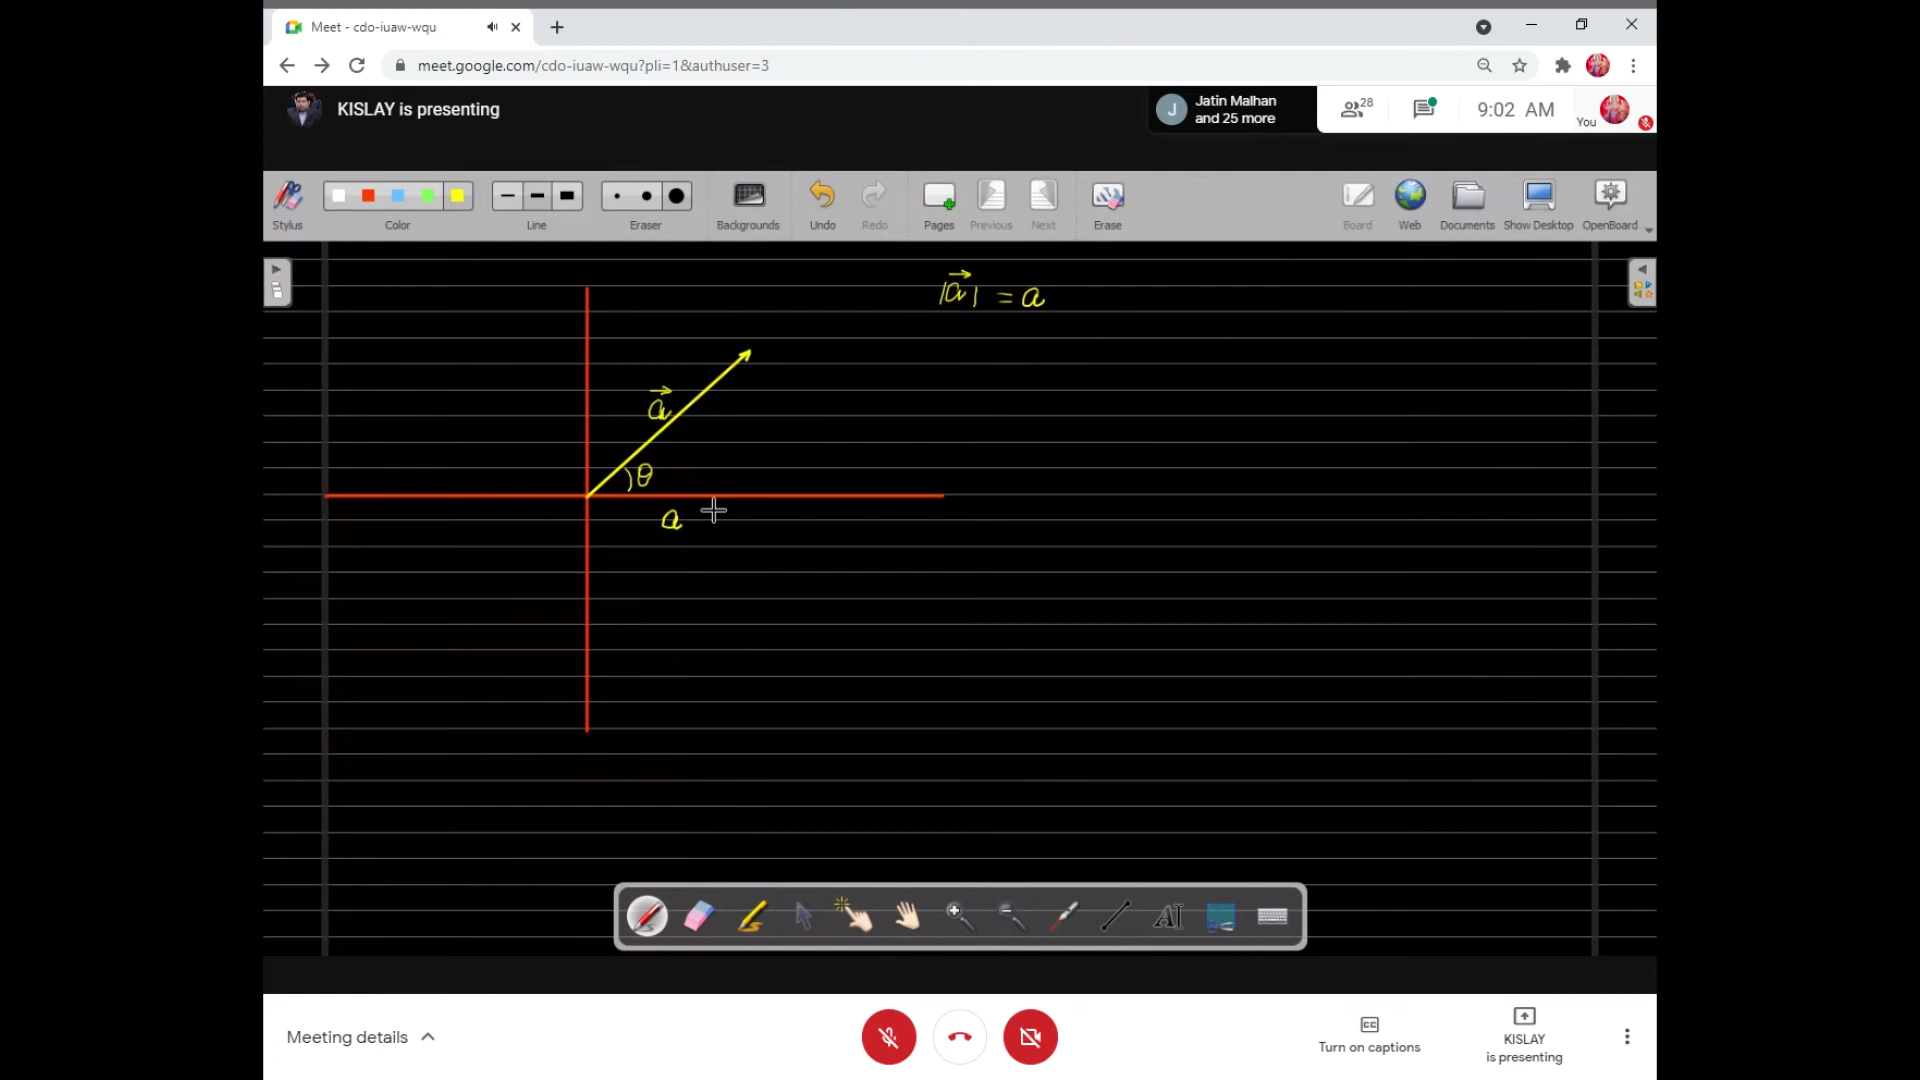 Meet - cdo-iuaw-wqu
meet.google.com/cdo-iuaw-wqu?pli=1&authuser=3
KISLAY is presenting
J
Jatin Malhan
and 25 more
28
9:02 AM
You
Stylus
Color
Line
Eraser
Backgrounds
Undo
Redo
Pages
Previous
Next
Erase
Board
Web
Documents
Show Desktop
OpenBoard
|a⃗| = a
a⃗
θ
a
AI
Meeting details
Turn on captions
KISLAY
is presenting